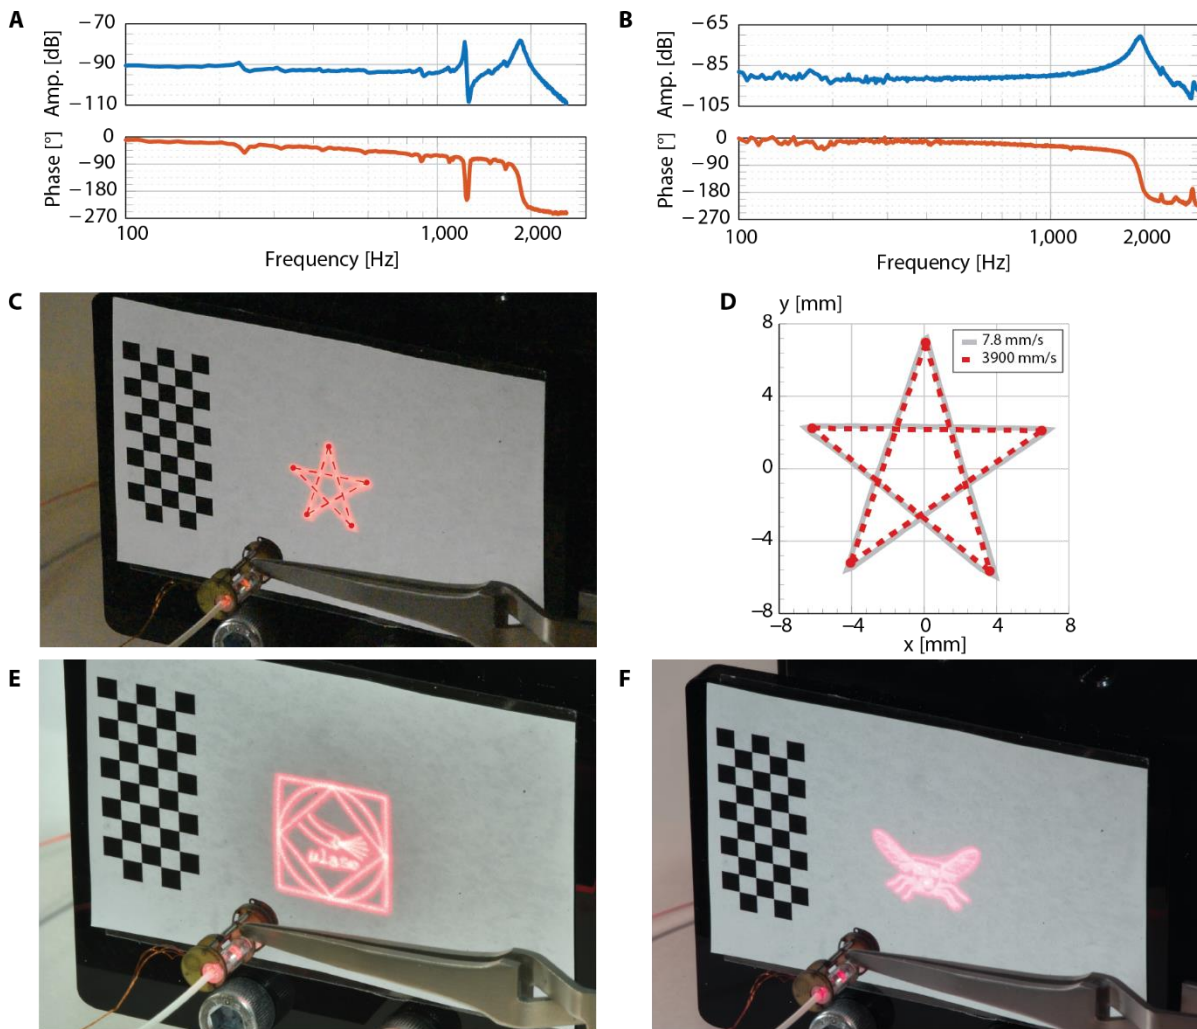 A
Amp. [dB]
−70
−90
−110
Phase [°]
0
−90
−180
−270
100
1,000
2,000
Frequency [Hz]
B
Amp. [dB]
−65
−85
−105
Phase [°]
0
−90
−180
−270
100
1,000
2,000
Frequency [Hz]
C
D
y [mm]
8
4
0
−4
−8
−8
−4
0
4
8
x [mm]
7.8 mm/s
3900 mm/s
E
F